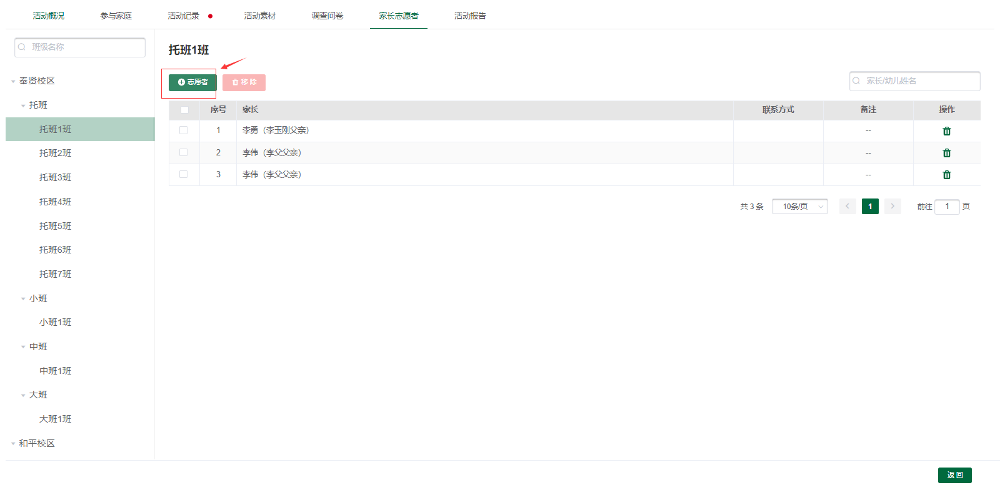 活动概况 参与家庭 活动记录 活动素材 调查问卷 家长志愿者 活动报告
班级名称
奉贤校区
托班
托班1班
托班2班
托班3班
托班4班
托班5班
托班6班
托班7班
小班
小班1班
中班
中班1班
大班
大班1班
和平校区
托班1班
志愿者 移除 家长/幼儿姓名
序号 家长 联系方式 备注 操作
1 李勇（李玉刚父亲） --
2 李伟（李父父亲） --
3 李伟（李父父亲） --
共 3 条 10条/页 1 前往 1 页
返回